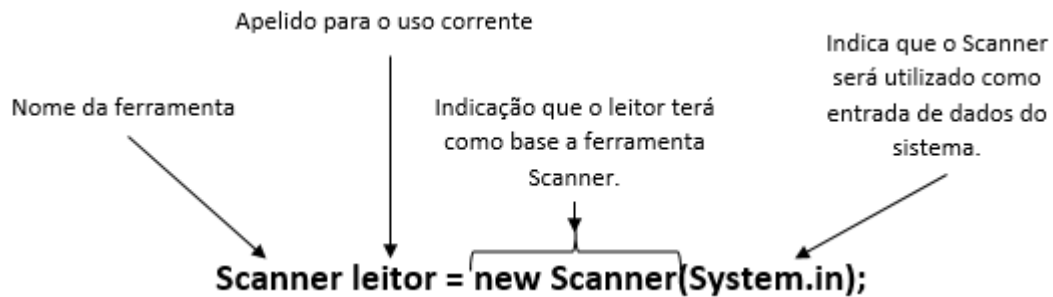 Apelido para o uso corrente
Indica que o Scanner
será utilizado como
entrada de dados do
sistema.
Nome da ferramenta
Indicação que o leitor terá
como base a ferramenta
Scanner.
Scanner leitor = new Scanner(System.in);